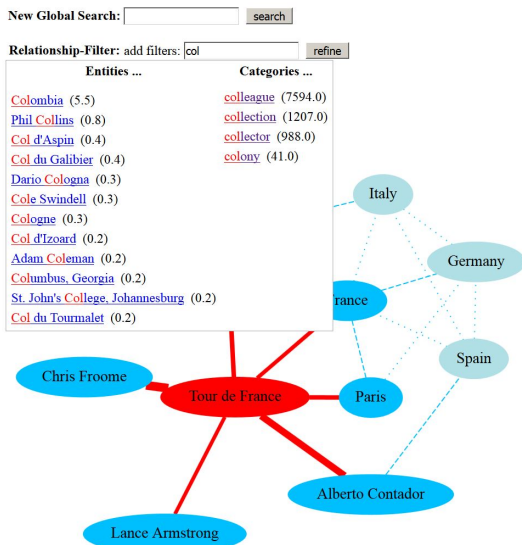 New Global Search: search
Relationship-Filter: add filters: col refine
Entities ...
Colombia (5.5)
Phil Collins (0.8)
Col d'Aspin (0.4)
Col du Galibier (0.4)
Dario Cologna (0.3)
Cole Swindell (0.3)
Cologne (0.3)
Col d'Izoard (0.2)
Adam Coleman (0.2)
Columbus, Georgia (0.2)
St. John's College, Johannesburg (0.2)
Col du Tourmalet (0.2)
Categories ...
colleague (7594.0)
collection (1207.0)
collector (988.0)
colony (41.0)
Italy
Germany
rance
Spain
Chris Froome
Tour de France
Paris
Alberto Contador
Lance Armstrong